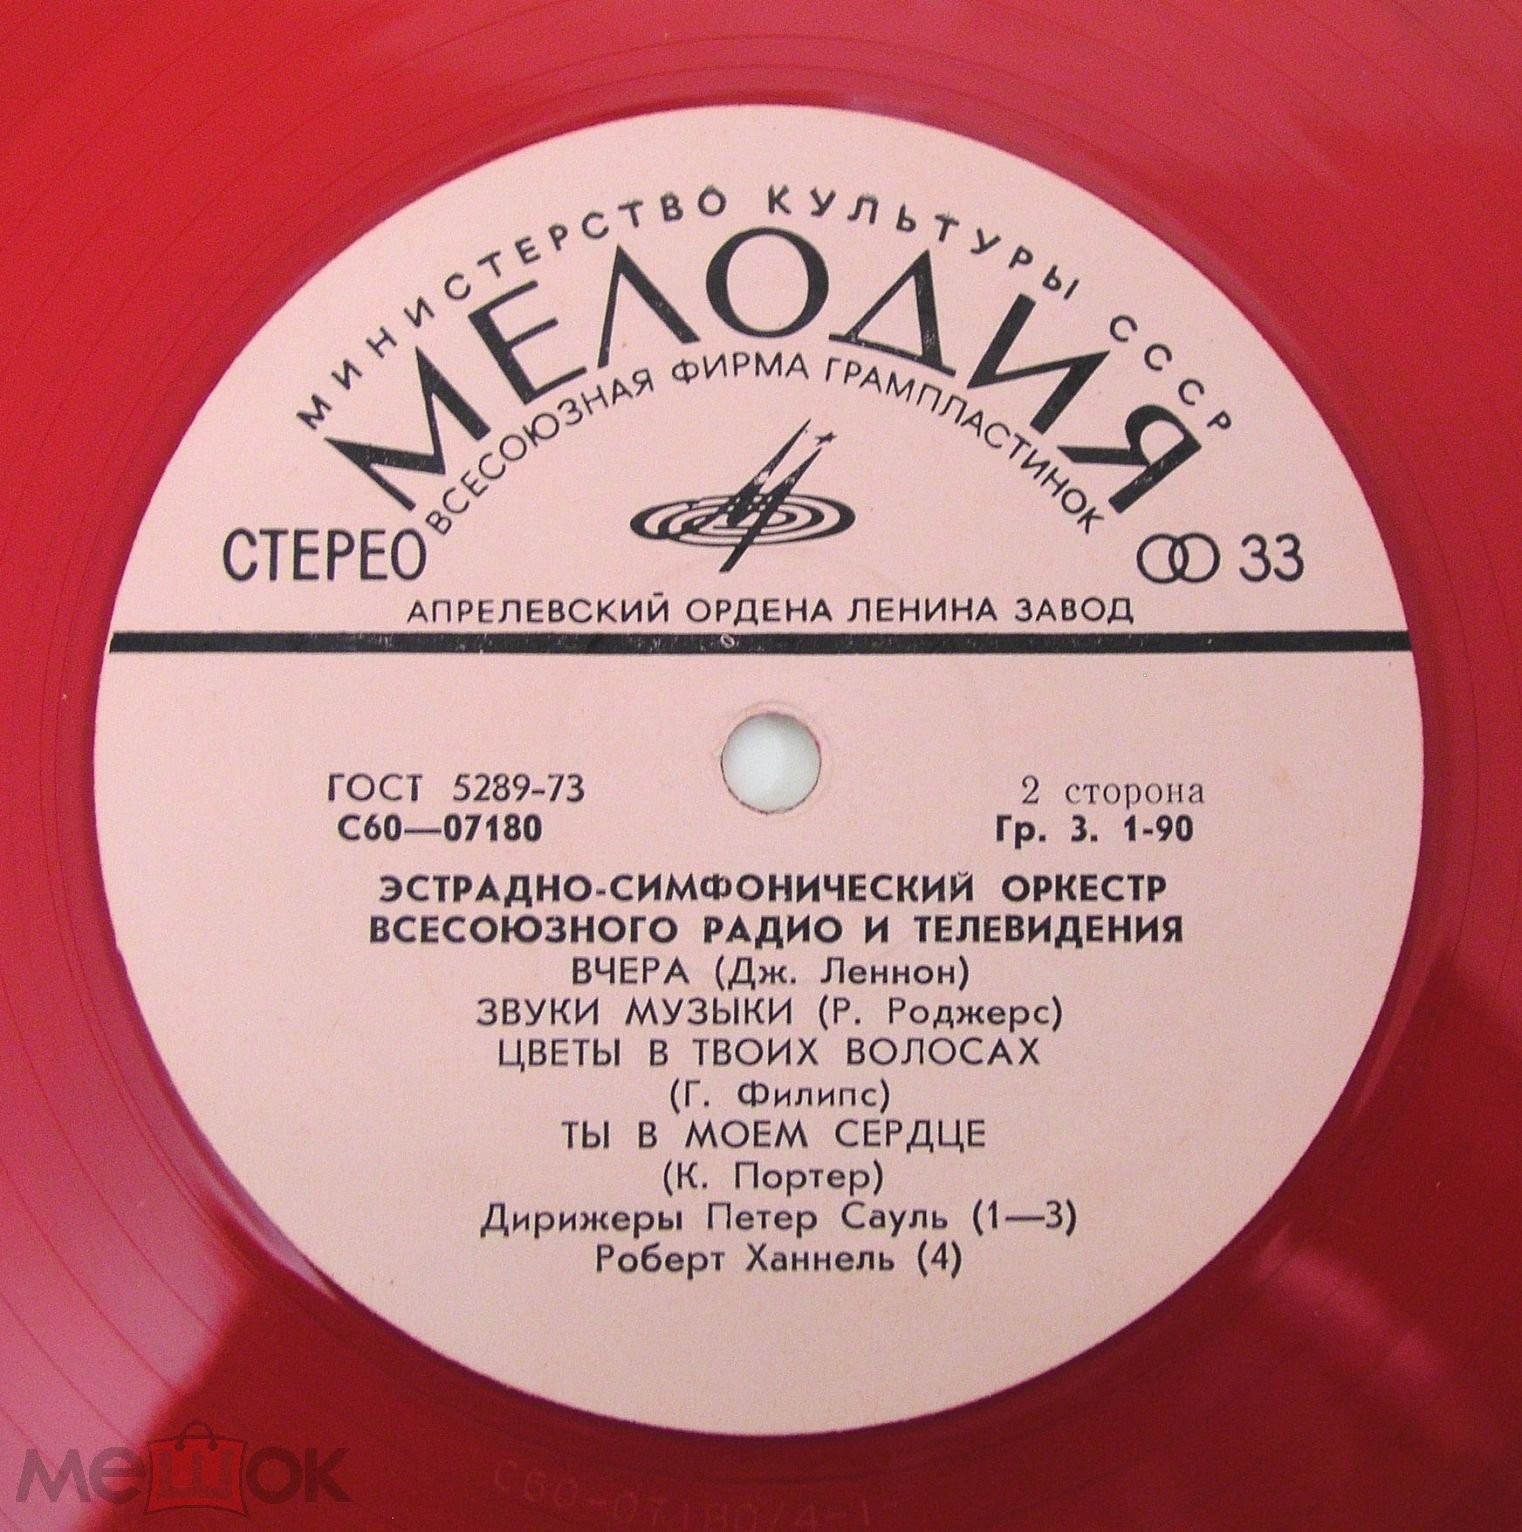 МИНИСТЕРСТВО КУЛЬТУРЫ СССР
МЕЛОДИЯ
ВСЕСОЮЗНАЯ ФИРМА ГРАМПЛАСТИНОК
СТЕРЕО 33
АПРЕЛЕВСКИЙ ОРДЕНА ЛЕНИНА ЗАВОД
ГОСТ 5289-73 2 сторона
С60—07180 Гр. 3. 1-90
ЭСТРАДНО-СИМФОНИЧЕСКИЙ ОРКЕСТР
ВСЕСОЮЗНОГО РАДИО И ТЕЛЕВИДЕНИЯ
ВЧЕРА (Дж. Леннон)
ЗВУКИ МУЗЫКИ (Р. Роджерс)
ЦВЕТЫ В ТВОИХ ВОЛОСАХ
(Г. Филипс)
ТЫ В МОЕМ СЕРДЦЕ
(К. Портер)
Дирижеры Петер Сауль (1—3)
Роберт Ханнель (4)
мешок